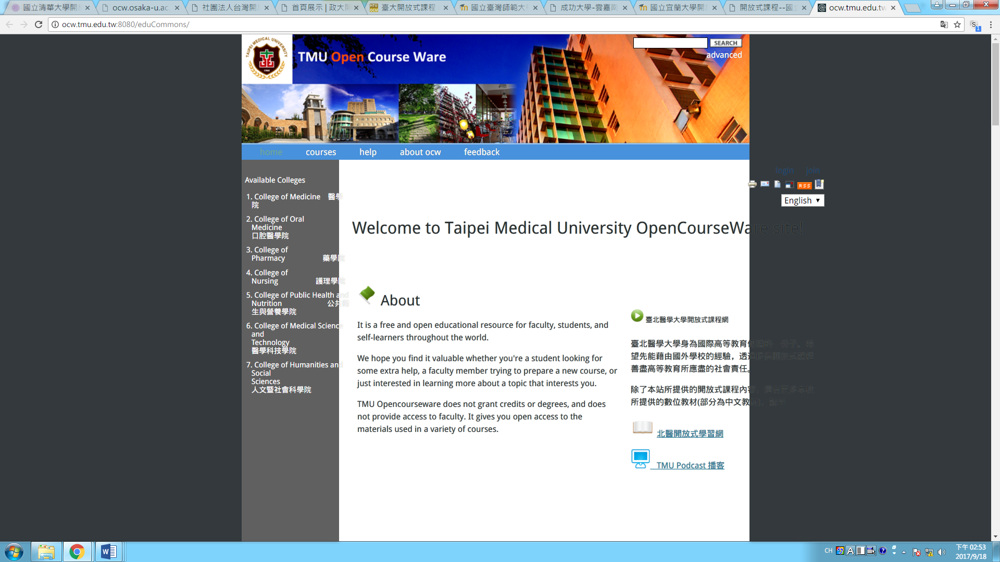 國立清華大學開
ocw.osaka-u.ac
社團法人台灣開
首頁展示 | 政大
臺大開放式課程
國立臺灣師範大
成功大學-雲嘉
國立宜蘭大學開
開放式課程--國
ocw.tmu.edu.tw
ocw.tmu.edu.tw:8080/eduCommons/
TAIPEI MEDICAL UNIVERSITY
1960
TMU Open Course Ware
SEARCH
advanced
home courses help about ocw feedback
login join
RSS
English
Available Colleges
1. College of Medicine 醫學
院
2. College of Oral
Medicine
口腔醫學院
3. College of
Pharmacy 藥學院
4. College of
Nursing 護理學院
5. College of Public Health and
Nutrition 公共衛
生與營養學院
6. College of Medical Science
and
Technology
醫學科技學院
7. College of Humanities and
Social
Sciences
人文暨社會科學院
Welcome to Taipei Medical University OpenCourseWare site!
About
It is a free and open educational resource for faculty, students, and
self-learners throughout the world.
We hope you find it valuable whether you're a student looking for
some extra help, a faculty member trying to prepare a new course, or
just interested in learning more about a topic that interests you.
TMU Opencourseware does not grant credits or degrees, and does
not provide access to faculty. It gives you open access to the
materials used in a variety of courses.
臺北醫學大學開放式課程網
臺北醫學大學身為國際高等教育
望先能藉由國外學校的經驗，透過提供開放式課程
善盡高等教育所應盡的社會責任。
除了本站所提供的開放式課程內容，
所提供的數位教材(部分為中文教材)，
北醫開放式學習網
TMU Podcast 播客
CH
下午 02:53
2017/9/18